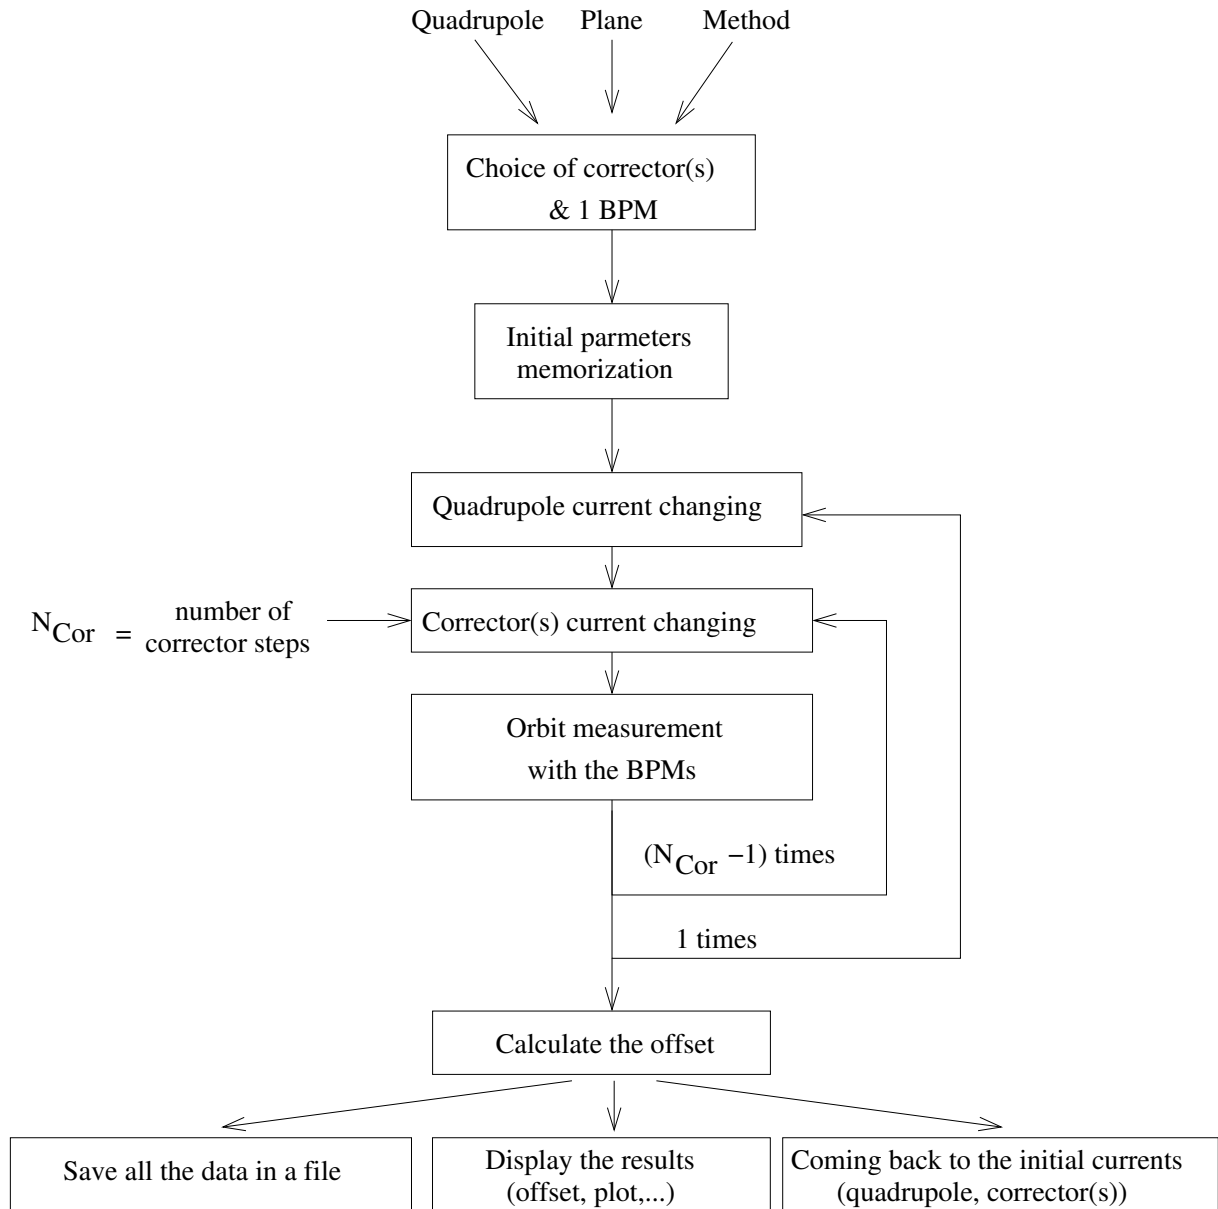 Quadrupole Plane Method
Choice of corrector(s)
& 1 BPM
Initial parmeters
memorization
Quadrupole current changing
N_Cor = number of
corrector steps
Corrector(s) current changing
Orbit measurement
with the BPMs
(N_Cor −1) times
1 times
Calculate the offset
Save all the data in a file
Display the results
(offset, plot,...)
Coming back to the initial currents
(quadrupole, corrector(s))